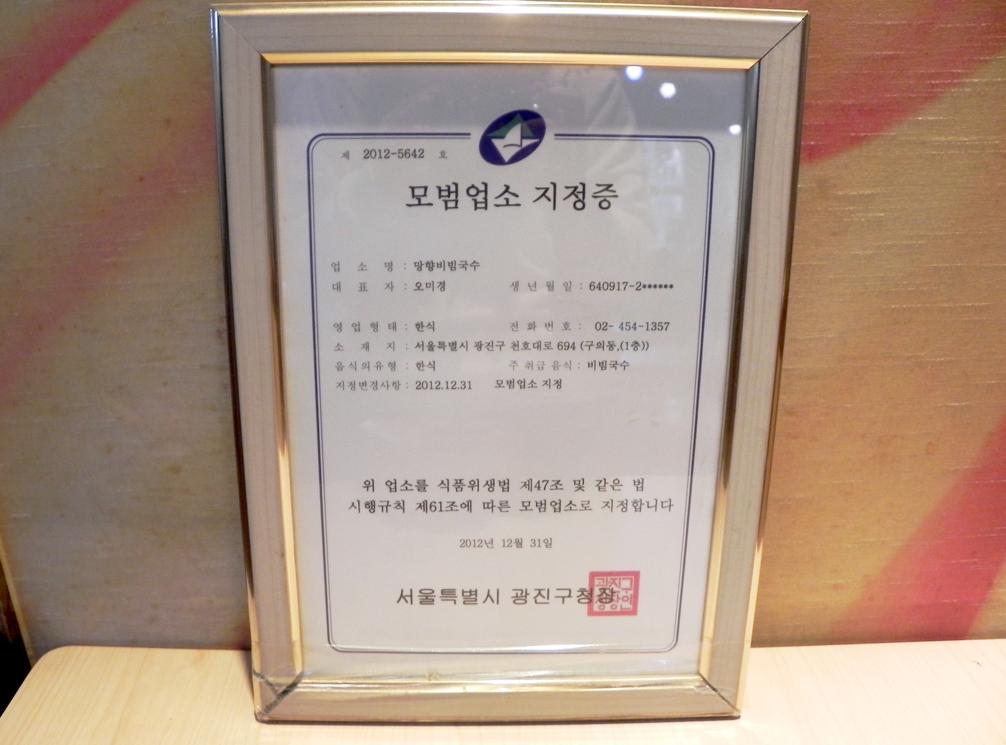 제 2012-5642 호
모범업소 지정증
업 소 명 : 망향비빔국수
대 표 자 : 오미경 생 년 월 일 : 640917-2******
영 업 형 태 : 한식 전 화 번 호 : 02- 454-1357
소 재 지 : 서울특별시 광진구 천호대로 694 (구의동,(1층))
음식의유형 : 한식 주 취급 음식 : 비빔국수
지정변경사항 : 2012.12.31 모범업소 지정
위 업소를 식품위생법 제47조 및 같은 법
시행규칙 제61조에 따른 모범업소로 지정합니다
2012년 12월 31일
서울특별시 광진구청장